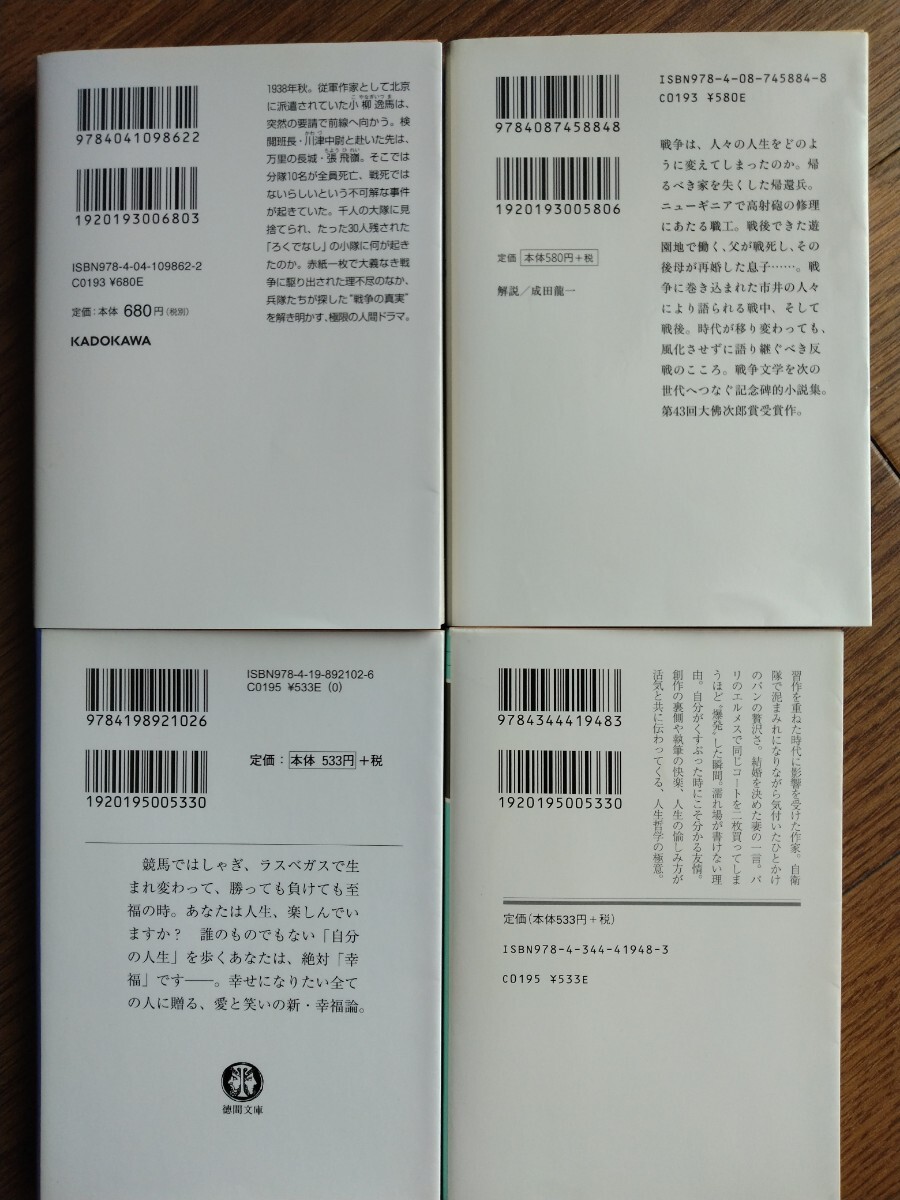 9784041098622
1920193006803
ISBN978-4-04-109862-2
C0193 ¥680E
定価:本体 680円(税別)
KADOKAWA
1938年秋。従軍作家として北京
に派遣されていた小柳逸馬は、
突然の要請で前線へ向かう。検
閲班長・川津中尉と赴いた先は、
万里の長城・張飛嶺。そこでは
分隊10名が全員死亡、戦死では
ないらしいという不可解な事件
が起きていた。千人の大隊に見
捨てられ、たった30人残された
「ろくでなし」の小隊に何が起き
たのか。赤紙一枚で大義なき戦
争に駆り出された理不尽のなか、
兵隊たちが探した“戦争の真実”
を解き明かす、極限の人間ドラマ。
9784087458848
1920193005806
定価 本体580円+税
解説/成田龍一
ISBN978-4-08-745884-8
C0193 ¥580E
戦争は、人々の人生をどのよ
うに変えてしまったのか。帰
るべき家を失くした帰還兵。
ニューギニアで高射砲の修理
にあたる職工。戦後できた遊
園地で働く、父が戦死し、その
後母が再婚した息子……。戦
争に巻き込まれた市井の人々
により語られる戦中、そして
戦後。時代が移り変わっても、
風化させずに語り継ぐべき反
戦のこころ。戦争文学を次の
世代へつなぐ記念碑的小説集。
第43回大佛次郎賞受賞作。
9784198921026
1920195005330
ISBN978-4-19-892102-6
C0195 ¥533E (0)
定価: 本体 533円+税
競馬ではしゃぎ、ラスベガスで生
まれ変わって、勝っても負けても至
福の時。あなたは人生、楽しんでい
ますか? 誰のものでもない「自分
の人生」を歩くあなたは、絶対「幸
福」です――。幸せになりたい全て
の人に贈る、愛と笑いの新・幸福論。
徳間文庫
9784344419483
1920195005330
習作を重ねた時代に影響を受けた作家。自衛
隊で泥まみれになりながら気付いたひとかけ
のパンの贅沢さ。結婚を決めた妻の一言。パ
リのエルメスで同じコートを二枚買ってしま
うほど“爆発”した瞬間。濡れ場が書けない理
由。自分がくすぶった時にこそ分かる友情。
創作の裏側や執筆の快楽、人生の愉しみ方が
活気と共に伝わってくる、人生哲学の極意。
定価(本体533円+税)
ISBN978-4-344-41948-3
C0195 ¥533E